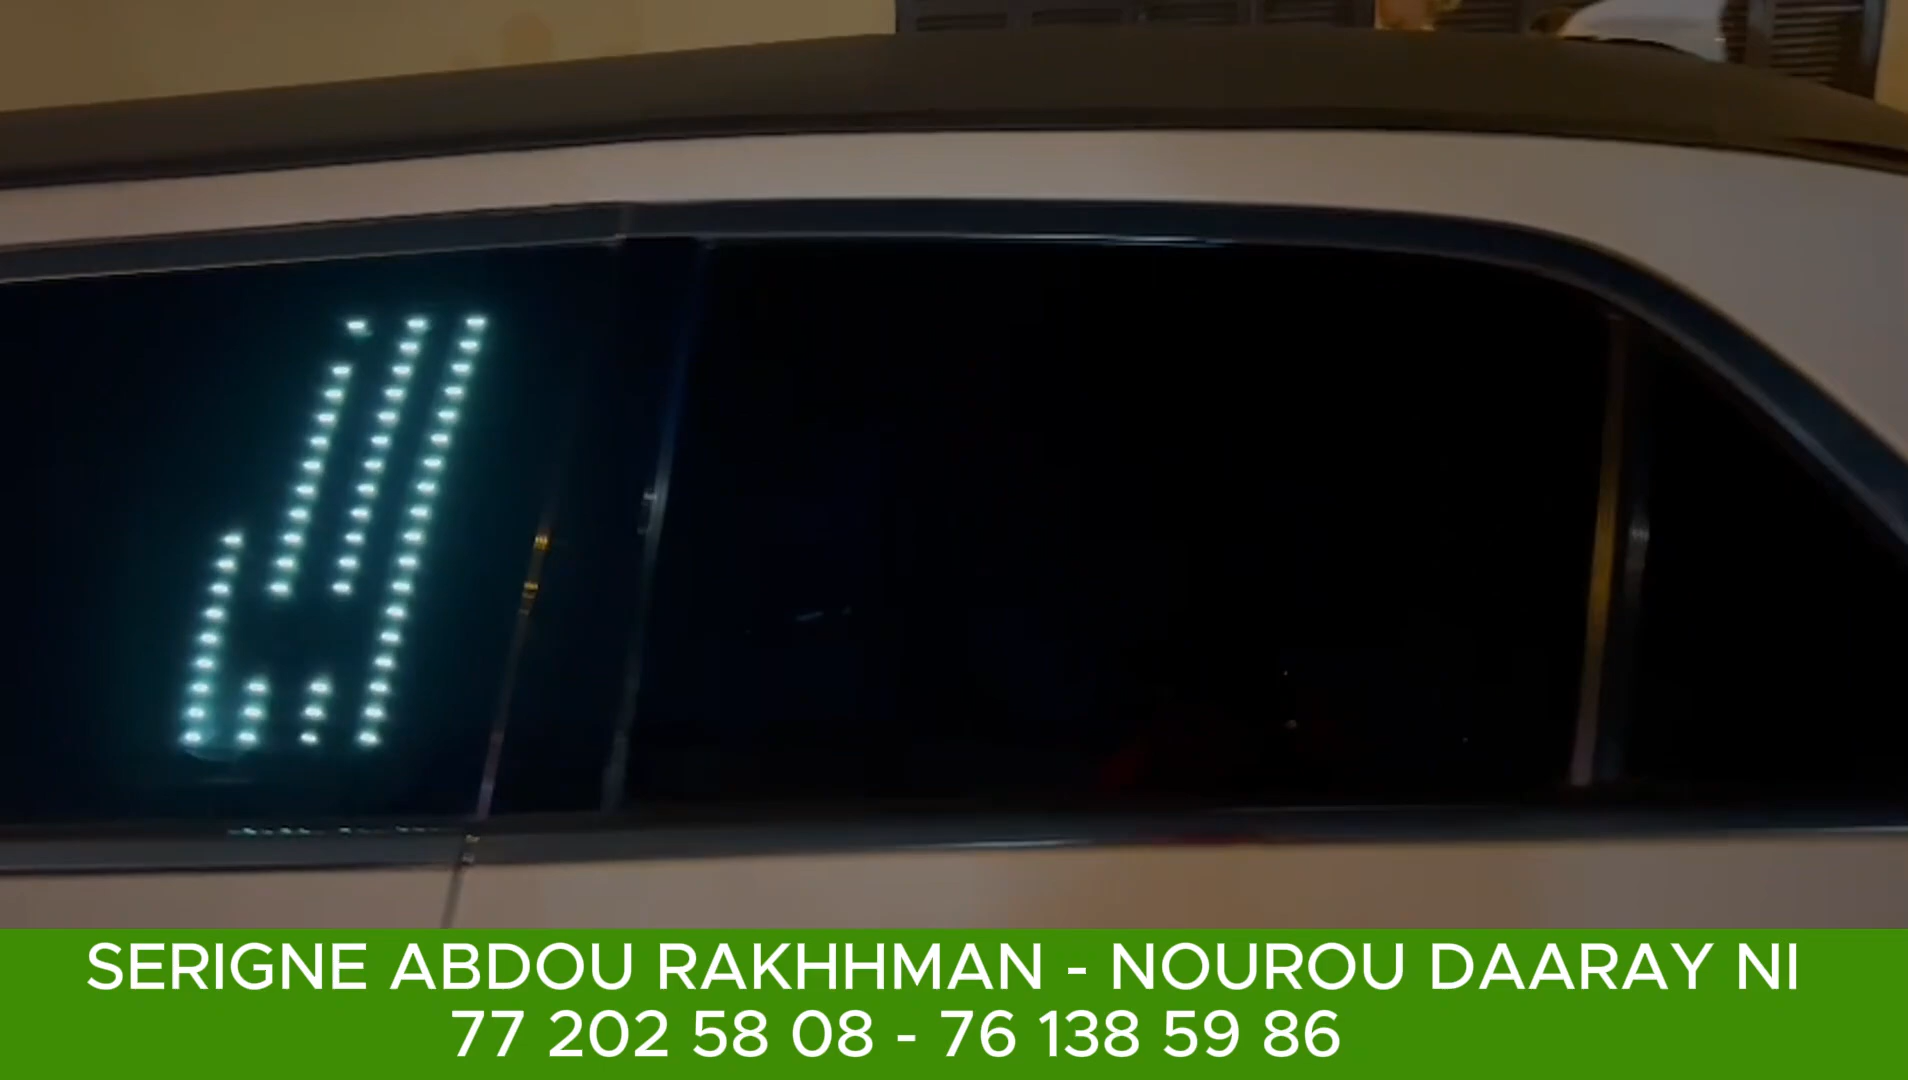 SERIGNE ABDOU RAKHHMAN - NOUROU DAARAY NI
77 202 58 08 - 76 138 59 86